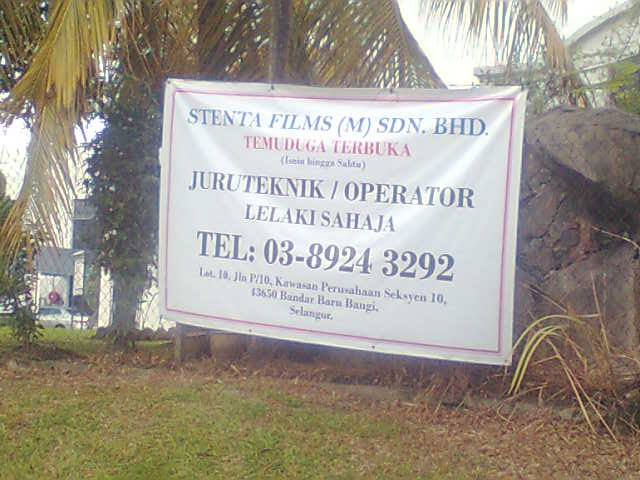 STENTA FILMS (M) SDN. BHD.
TEMUDUGA TERBUKA
(Isnin hingga Sabtu)
JURUTEKNIK / OPERATOR
LELAKI SAHAJA
TEL: 03-8924 3292
Lot. 10, Jln P/10, Kawasan Perusahaan Seksyen 10,
43650 Bandar Baru Bangi,
Selangor.